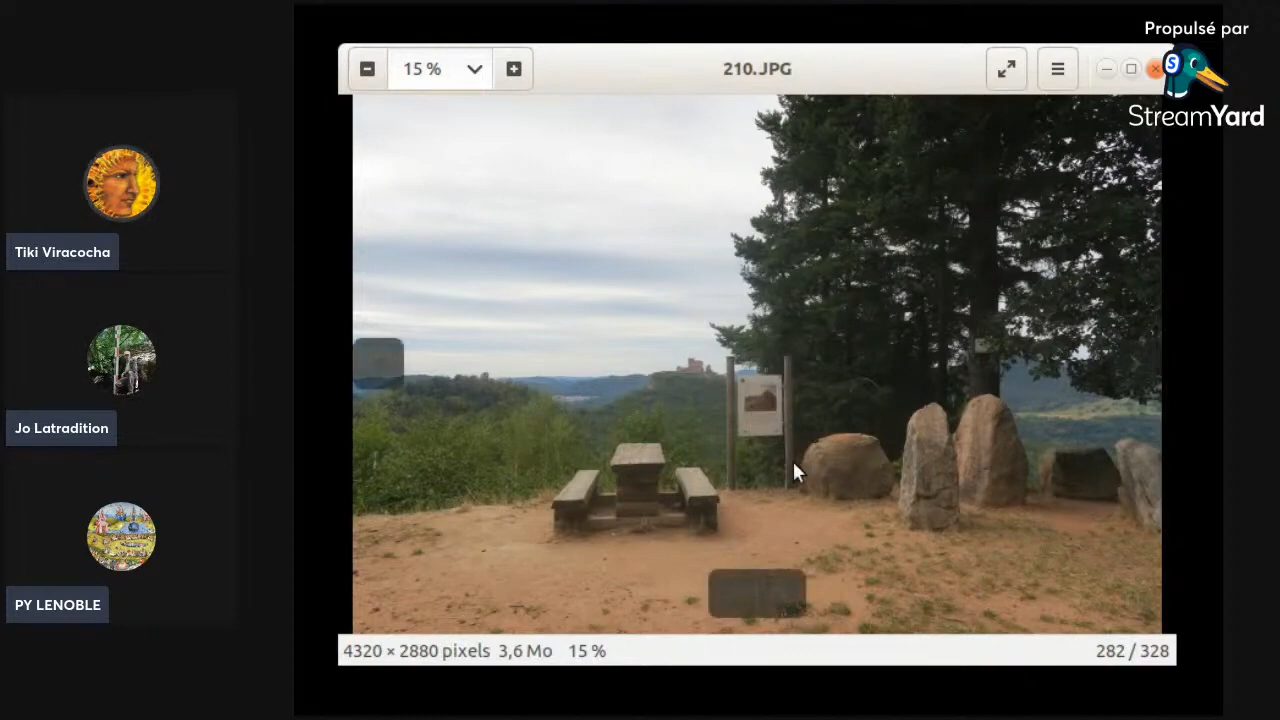 Propulsé par
StreamYard
15 %
210.JPG
Tiki Viracocha
Jo Latradition
PY LENOBLE
4320 × 2880 pixels 3,6 Mo 15 %
282 / 328